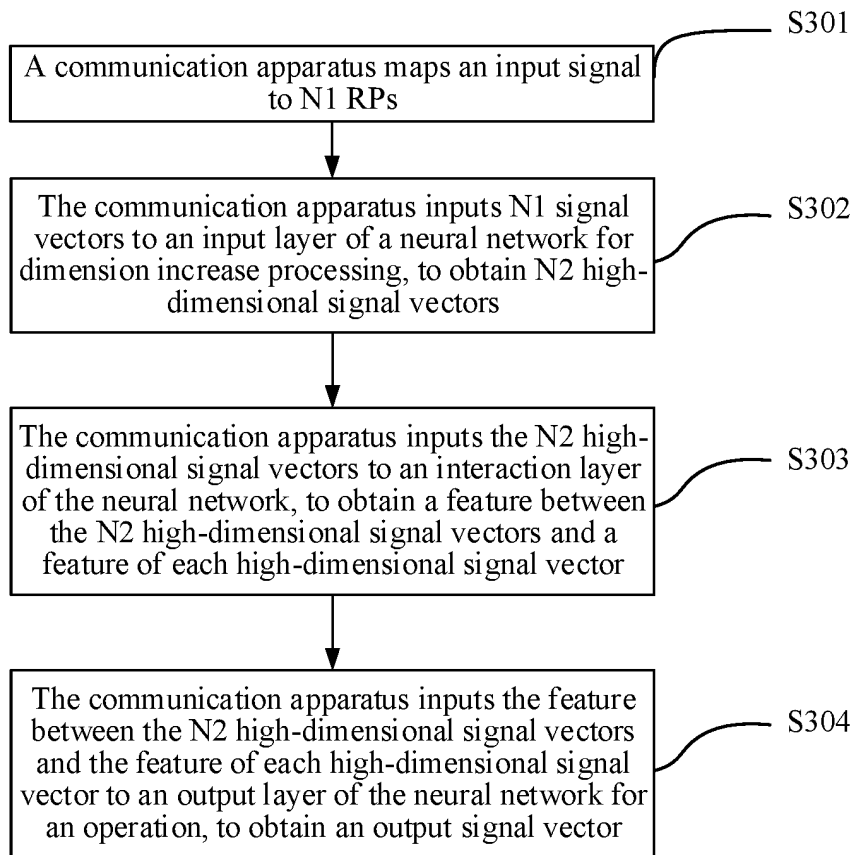 S301
A communication apparatus maps an input signal
to N1 RPs
S302
The communication apparatus inputs N1 signal
vectors to an input layer of a neural network for
dimension increase processing, to obtain N2 high-
dimensional signal vectors
S303
The communication apparatus inputs the N2 high-
dimensional signal vectors to an interaction layer
of the neural network, to obtain a feature between
the N2 high-dimensional signal vectors and a
feature of each high-dimensional signal vector
S304
The communication apparatus inputs the feature
between the N2 high-dimensional signal vectors
and the feature of each high-dimensional signal
vector to an output layer of the neural network for
an operation, to obtain an output signal vector